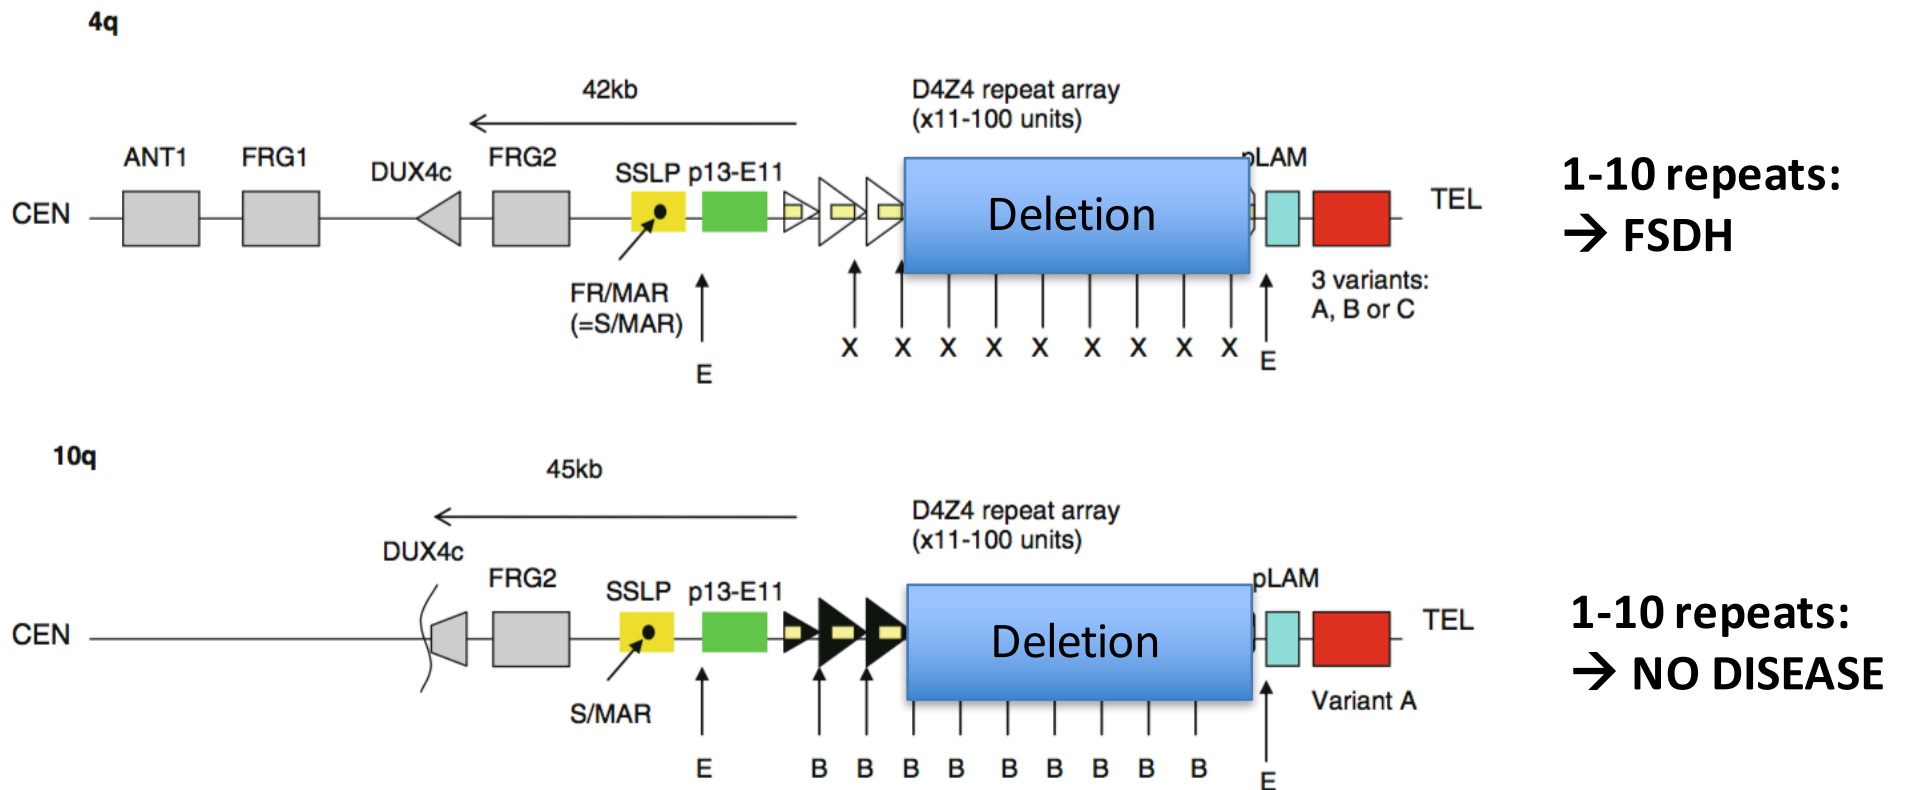 4q
42kb
D4Z4 repeat array
(x11-100 units)
ANT1 FRG1 DUX4c FRG2 SSLP p13-E11 pLAM
CEN
Deletion
TEL
1-10 repeats:
→ FSDH
FR/MAR
(=S/MAR)
3 variants:
A, B or C
E X X X X X X X X X E
10q
45kb
D4Z4 repeat array
(x11-100 units)
DUX4c FRG2 SSLP p13-E11 pLAM
CEN
Deletion
TEL
1-10 repeats:
→ NO DISEASE
S/MAR
Variant A
E B B B B B B B B B E